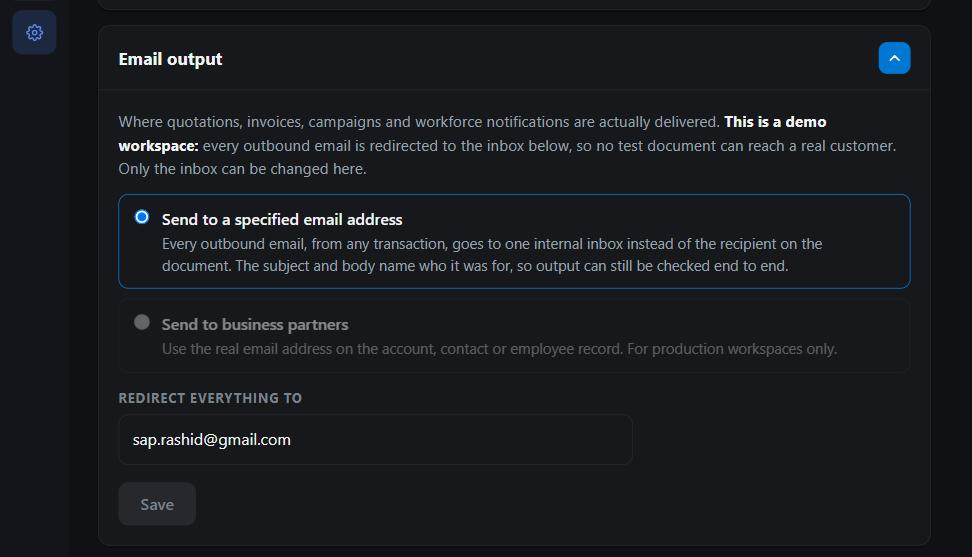 Email output
Where quotations, invoices, campaigns and workforce notifications are actually delivered. This is a demo
workspace: every outbound email is redirected to the inbox below, so no test document can reach a real customer.
Only the inbox can be changed here.
Send to a specified email address
Every outbound email, from any transaction, goes to one internal inbox instead of the recipient on the
document. The subject and body name who it was for, so output can still be checked end to end.
Send to business partners
Use the real email address on the account, contact or employee record. For production workspaces only.
REDIRECT EVERYTHING TO
sap.rashid@gmail.com
Save